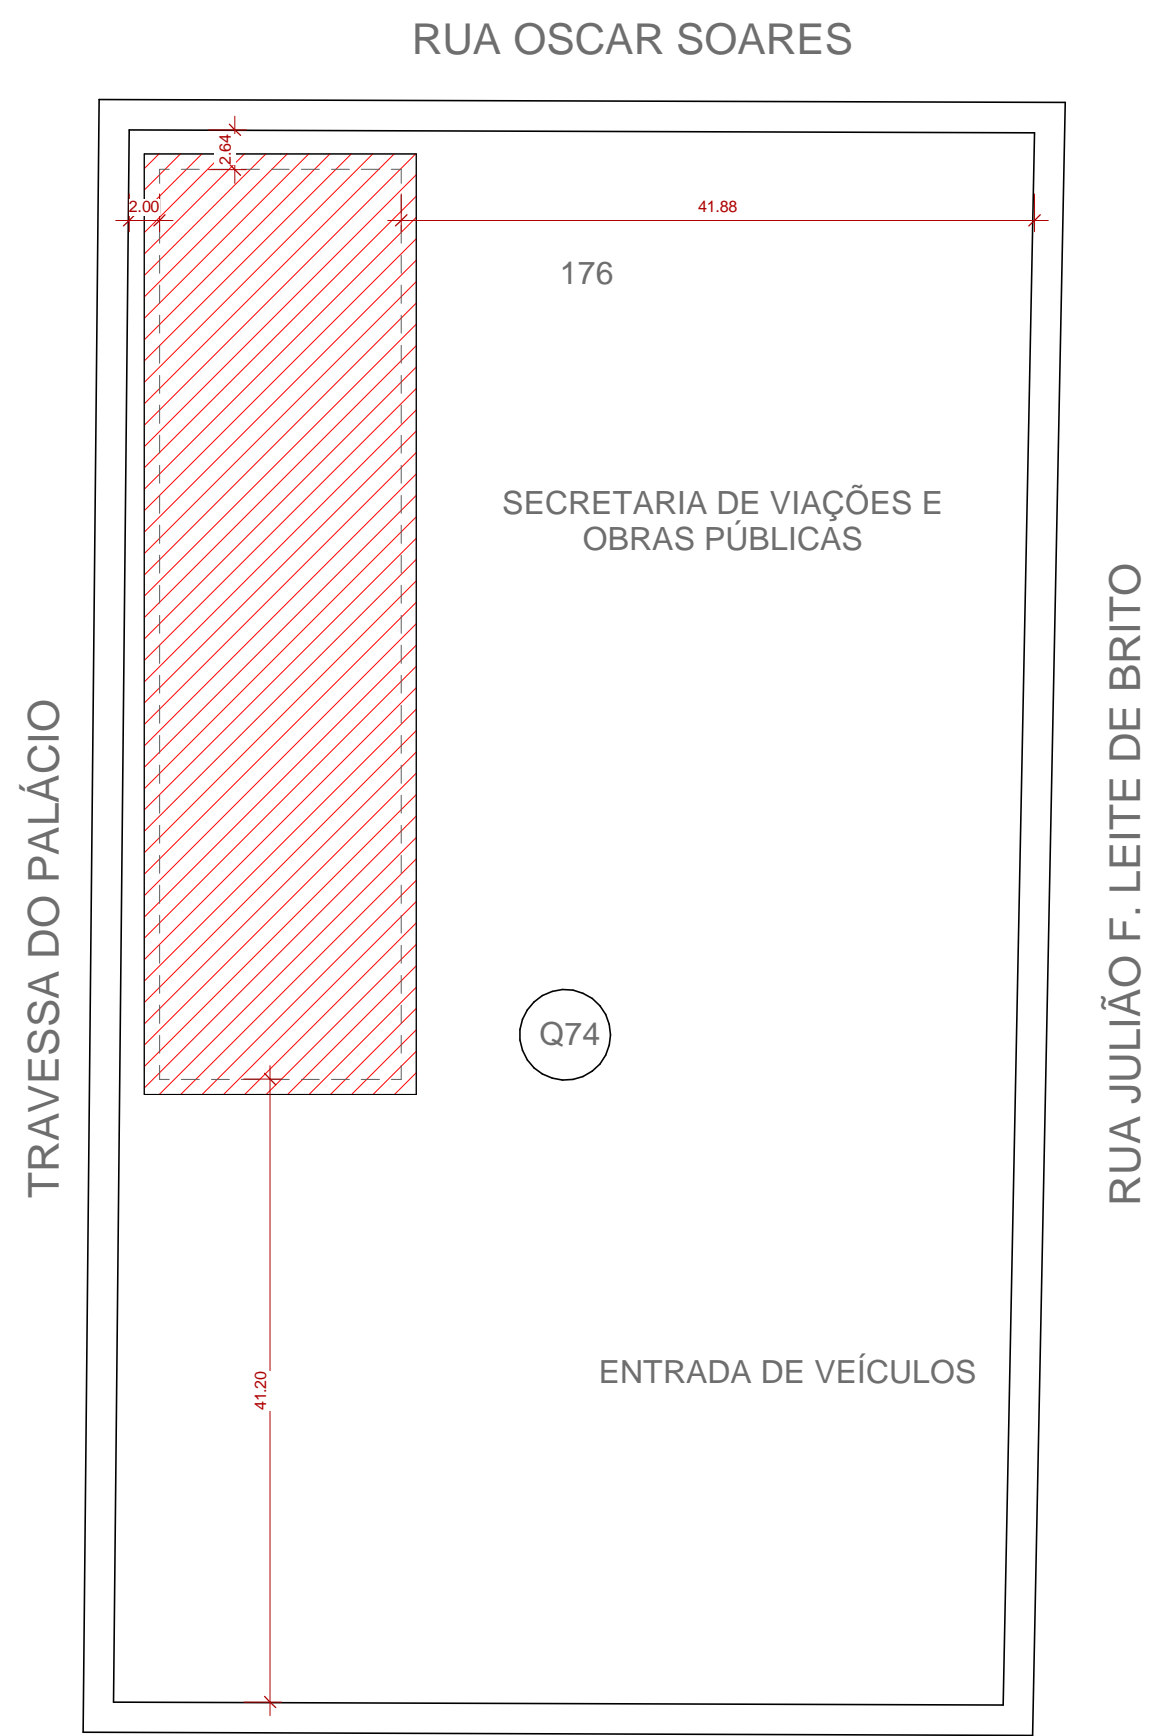 RUA OSCAR SOARES
2.64
2.00
41.88
176
SECRETARIA DE VIAÇÕES E
OBRAS PÚBLICAS
TRAVESSA DO PALÁCIO
RUA JULIÃO F. LEITE DE BRITO
Q74
ENTRADA DE VEÍCULOS
41.20